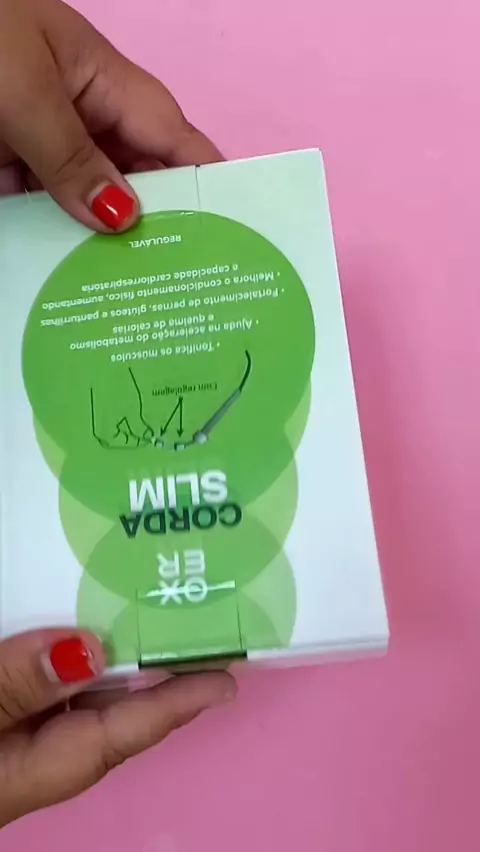 OX
ER
CORDA
SLIM
Com regulagem
• Tonifica os músculos
• Ajuda na aceleração do metabolismo
e queima de calorias
• Fortalecimento de pernas, glúteos e panturrilhas
• Melhora o condicionamento físico, aumentando
a capacidade cardiorrespiratória
REGULÁVEL